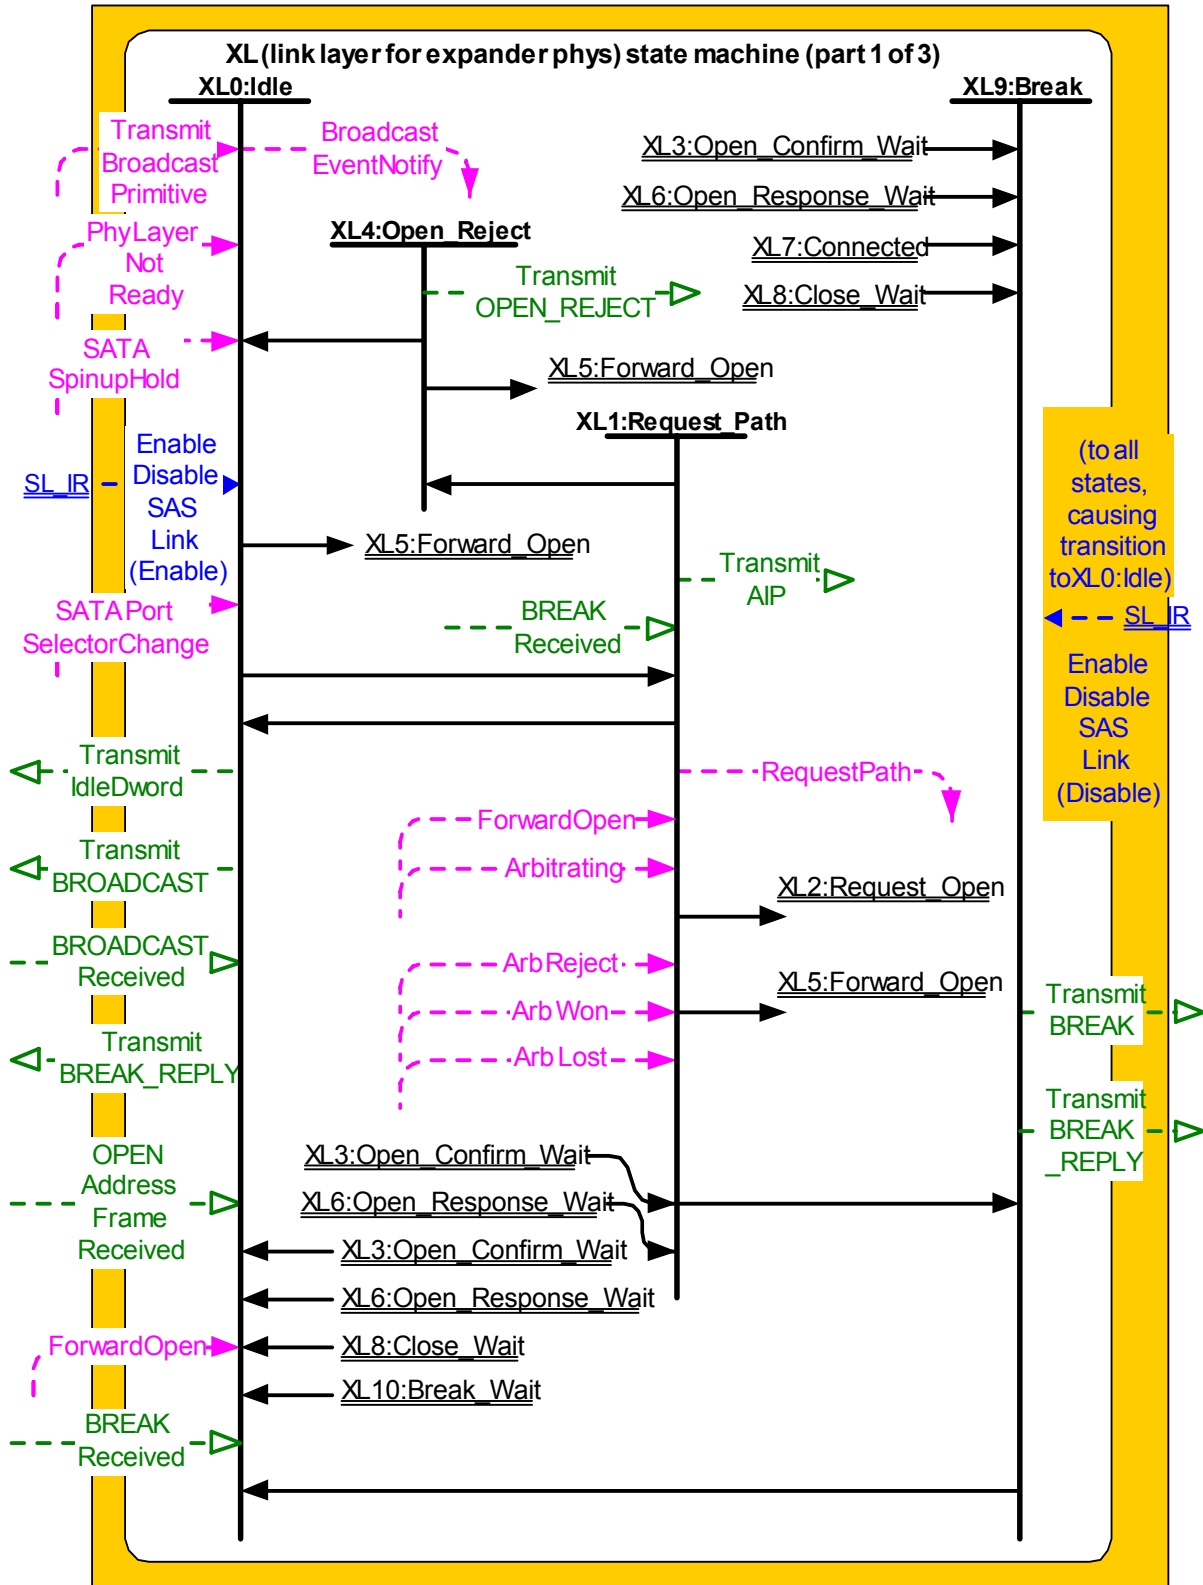 XL (link layer for expander phys) state machine (part 1 of 3)
XL0:Idle
XL9:Break
Transmit
Broadcast
Primitive
Broadcast
EventNotify
XL3:Open_Confirm_Wait
XL6:Open_Response_Wait
XL7:Connected
XL8:Close_Wait
PhyLayer
Not
Ready
XL4:Open_Reject
Transmit
OPEN_REJECT
SATA
SpinupHold
XL5:Forward_Open
XL1:Request_Path
Enable
Disable
SAS
Link
(Enable)
SL_IR
XL5:Forward_Open
(to all
states,
causing
transition
to XL0:Idle)
SL_IR
Enable
Disable
SAS
Link
(Disable)
Transmit
AIP
SATA Port
SelectorChange
BREAK
Received
Transmit
IdleDword
RequestPath
ForwardOpen
Transmit
BROADCAST
Arbitrating
XL2:Request_Open
BROADCAST
Received
Arb Reject
XL5:Forward_Open
Arb Won
Transmit
BREAK
Transmit
BREAK_REPLY
Arb Lost
Transmit
BREAK
_REPLY
OPEN
Address
Frame
Received
XL3:Open_Confirm_Wait
XL6:Open_Response_Wait
XL3:Open_Confirm_Wait
XL6:Open_Response_Wait
ForwardOpen
XL8:Close_Wait
XL10:Break_Wait
BREAK
Received